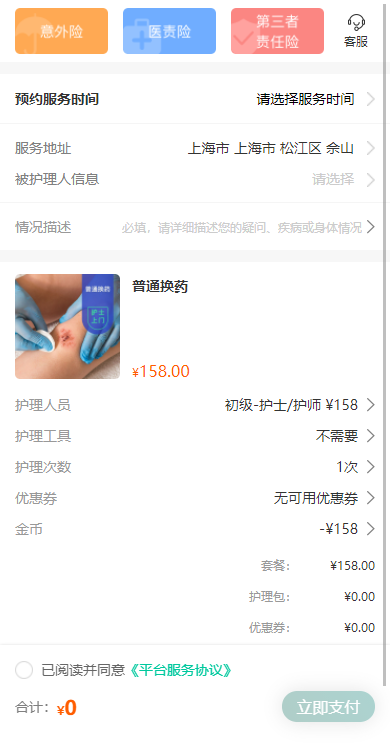 意外险
医责险
第三者
责任险
客服
预约服务时间 请选择服务时间
服务地址 上海市 上海市 松江区 佘山
被护理人信息 请选择
情况描述 必填，请详细描述您的疑问、疾病或身体情况
普通换药
护士
上门
普通换药
¥158.00
护理人员 初级-护士/护师 ¥158
护理工具 不需要
护理次数 1次
优惠券 无可用优惠券
金币 -¥158
套餐： ¥158.00
护理包： ¥0.00
优惠券： ¥0.00
已阅读并同意《平台服务协议》
合计：¥0 立即支付